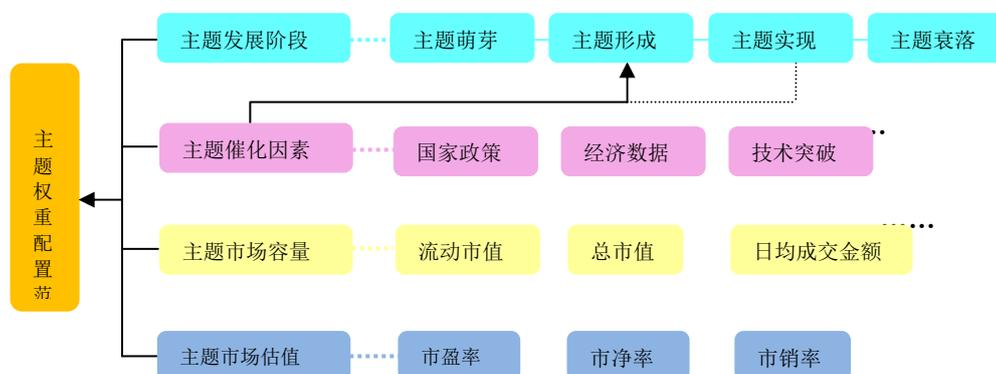 主题发展阶段 主题萌芽 主题形成 主题实现 主题衰落
主题权重配置范
主题催化因素 国家政策 经济数据 技术突破
主题市场容量 流动市值 总市值 日均成交金额
主题市场估值 市盈率 市净率 市销率